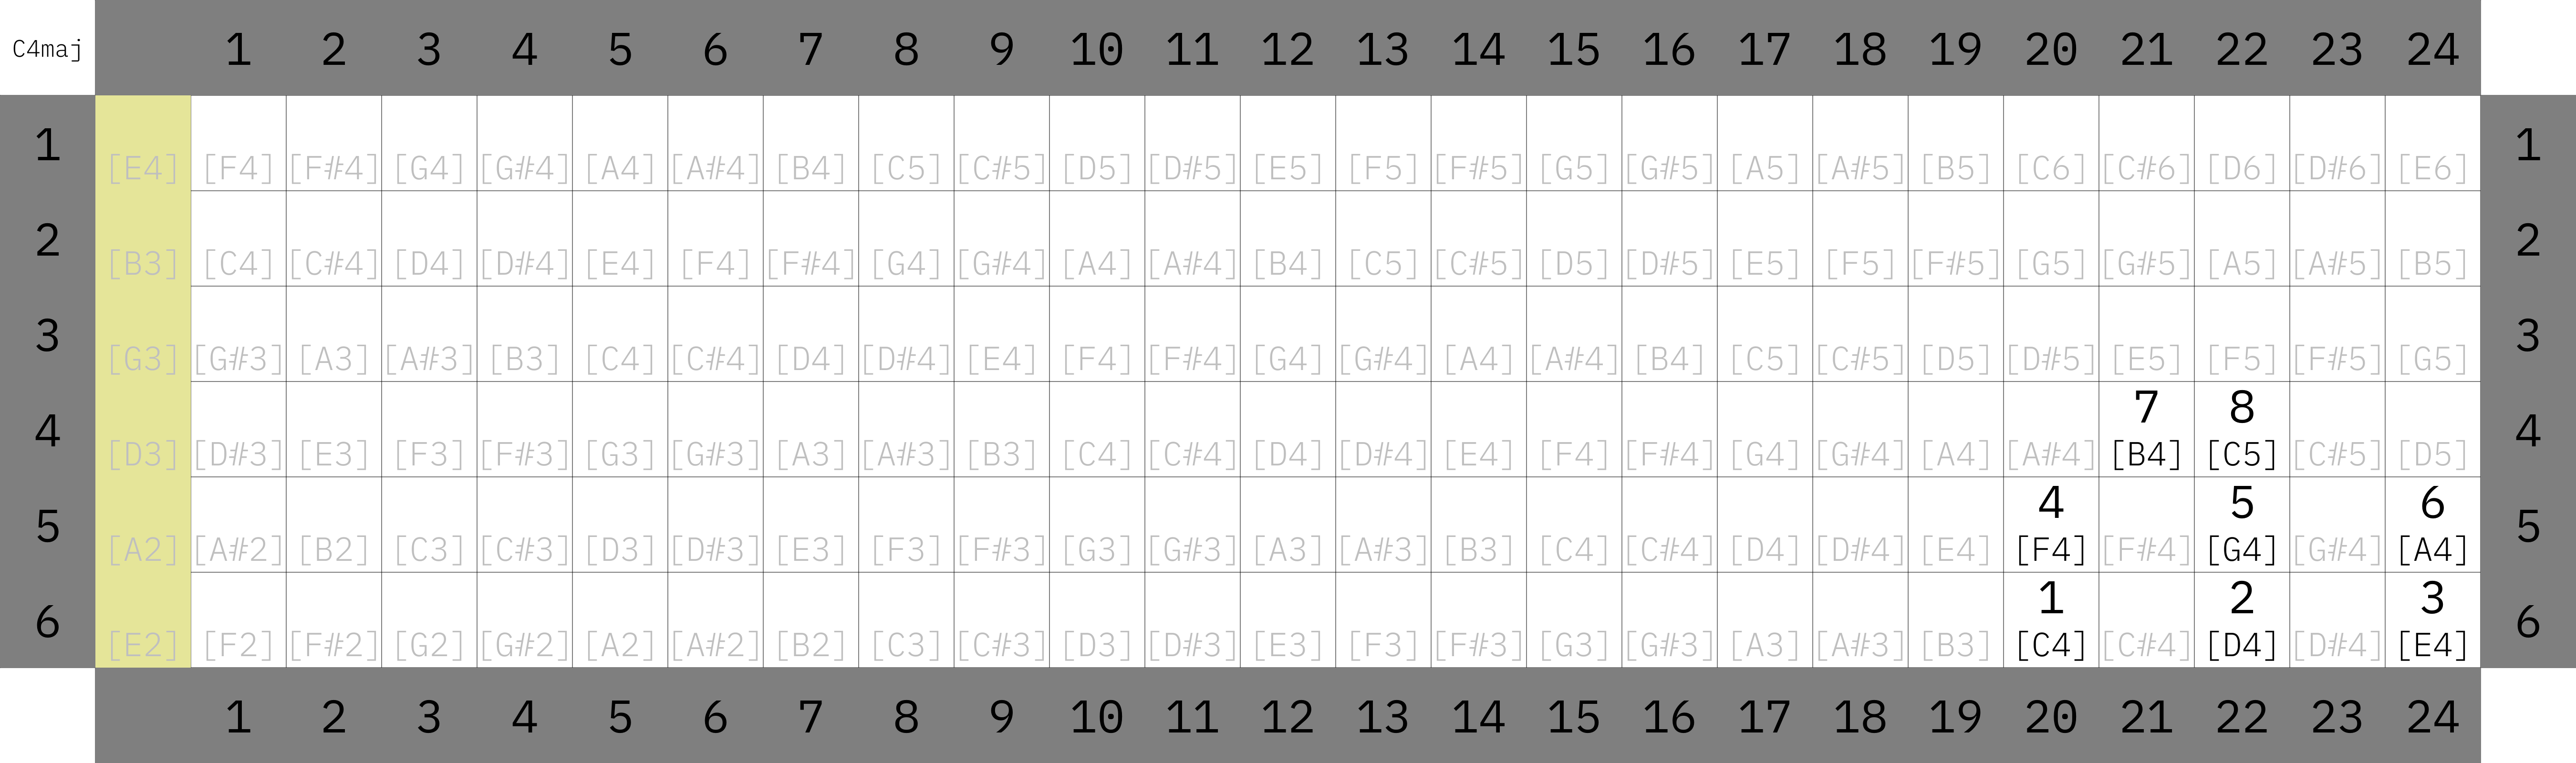 C4maj 1 2 3 4 5 6 7 8 9 10 11 12 13 14 15 16 17 18 19 20 21 22 23 24
1 [E4] [F4] [F#4] [G4] [G#4] [A4] [A#4] [B4] [C5] [C#5] [D5] [D#5] [E5] [F5] [F#5] [G5] [G#5] [A5] [A#5] [B5] [C6] [C#6] [D6] [D#6] [E6] 1
2 [B3] [C4] [C#4] [D4] [D#4] [E4] [F4] [F#4] [G4] [G#4] [A4] [A#4] [B4] [C5] [C#5] [D5] [D#5] [E5] [F5] [F#5] [G5] [G#5] [A5] [A#5] [B5] 2
3 [G3] [G#3] [A3] [A#3] [B3] [C4] [C#4] [D4] [D#4] [E4] [F4] [F#4] [G4] [G#4] [A4] [A#4] [B4] [C5] [C#5] [D5] [D#5] [E5] [F5] [F#5] [G5] 3
7 8
4 [D3] [D#3] [E3] [F3] [F#3] [G3] [G#3] [A3] [A#3] [B3] [C4] [C#4] [D4] [D#4] [E4] [F4] [F#4] [G4] [G#4] [A4] [A#4] [B4] [C5] [C#5] [D5] 4
4 5 6
5 [A2] [A#2] [B2] [C3] [C#3] [D3] [D#3] [E3] [F3] [F#3] [G3] [G#3] [A3] [A#3] [B3] [C4] [C#4] [D4] [D#4] [E4] [F4] [F#4] [G4] [G#4] [A4] 5
1 2 3
6 [E2] [F2] [F#2] [G2] [G#2] [A2] [A#2] [B2] [C3] [C#3] [D3] [D#3] [E3] [F3] [F#3] [G3] [G#3] [A3] [A#3] [B3] [C4] [C#4] [D4] [D#4] [E4] 6
1 2 3 4 5 6 7 8 9 10 11 12 13 14 15 16 17 18 19 20 21 22 23 24